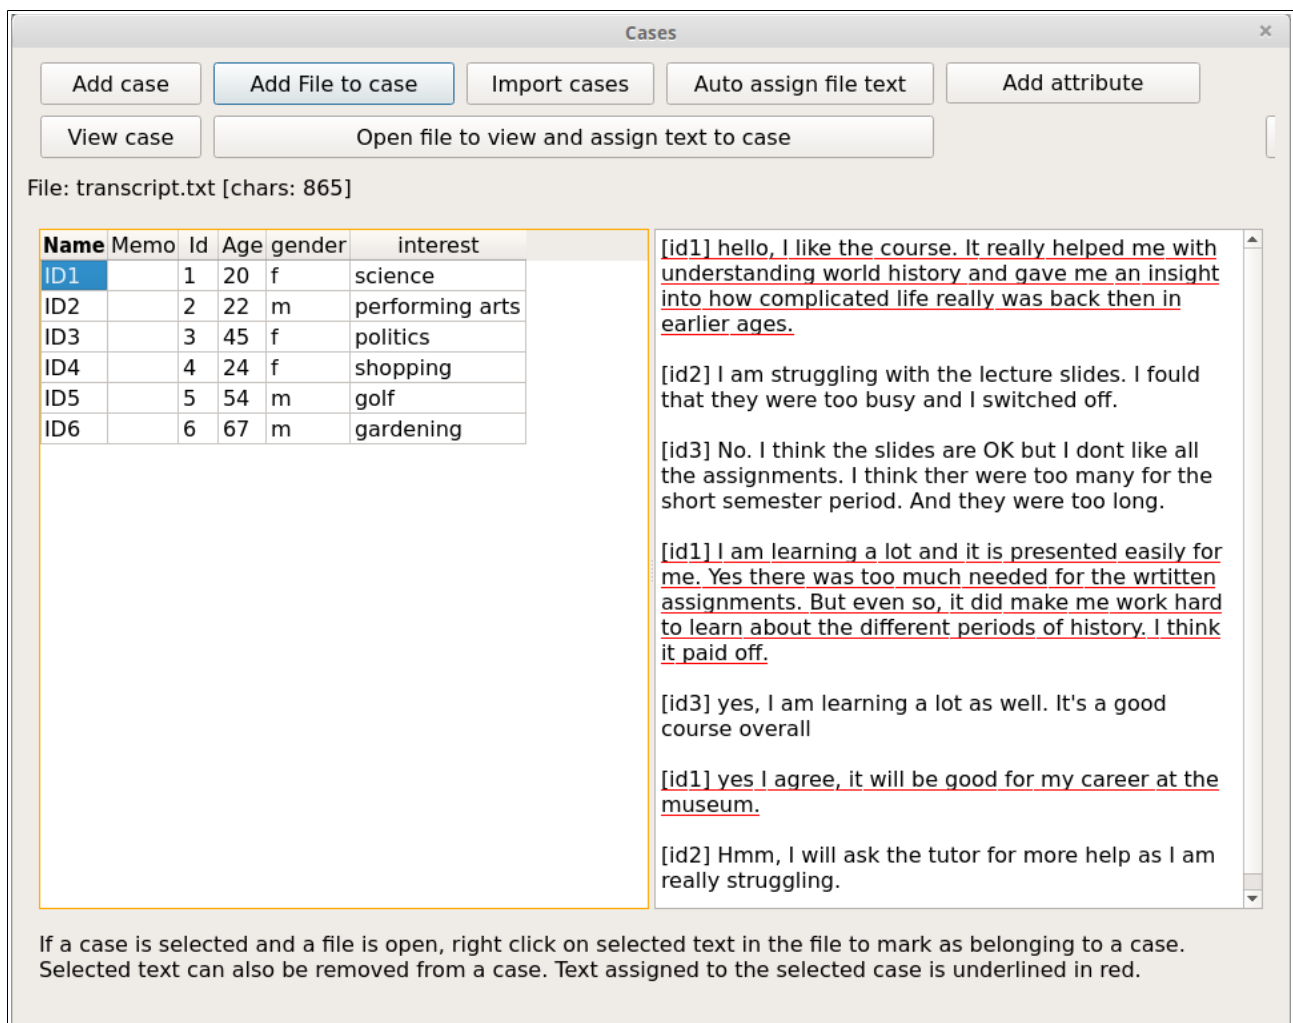 Cases
Add case Add File to case Import cases Auto assign file text Add attribute
View case Open file to view and assign text to case
File: transcript.txt [chars: 865]
Name Memo Id Age gender interest
ID1 1 20 f science
ID2 2 22 m performing arts
ID3 3 45 f politics
ID4 4 24 f shopping
ID5 5 54 m golf
ID6 6 67 m gardening
[id1] hello, I like the course. It really helped me with
understanding world history and gave me an insight
into how complicated life really was back then in
earlier ages.
[id2] I am struggling with the lecture slides. I fould
that they were too busy and I switched off.
[id3] No. I think the slides are OK but I dont like all
the assignments. I think ther were too many for the
short semester period. And they were too long.
[id1] I am learning a lot and it is presented easily for
me. Yes there was too much needed for the wrtitten
assignments. But even so, it did make me work hard
to learn about the different periods of history. I think
it paid off.
[id3] yes, I am learning a lot as well. It's a good
course overall
[id1] yes I agree, it will be good for my career at the
museum.
[id2] Hmm, I will ask the tutor for more help as I am
really struggling.
If a case is selected and a file is open, right click on selected text in the file to mark as belonging to a case.
Selected text can also be removed from a case. Text assigned to the selected case is underlined in red.